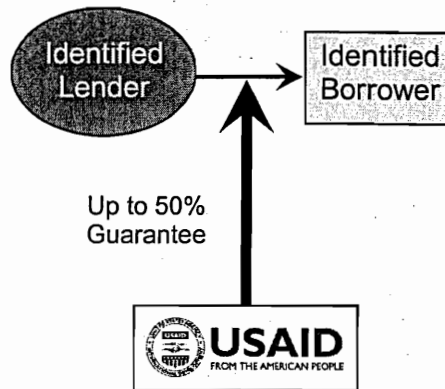 Identified
Lender
Identified
Borrower
Up to 50%
Guarantee
USAID
FROM THE AMERICAN PEOPLE